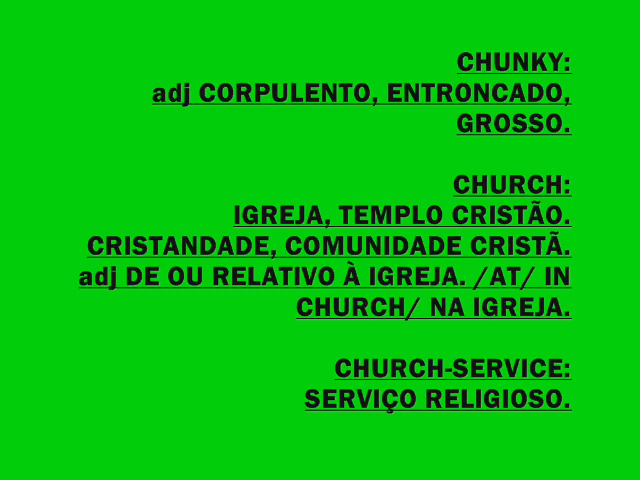 CHUNKY:
adj CORPULENTO, ENTRONCADO,
GROSSO.
CHURCH:
IGREJA, TEMPLO CRISTÃO.
CRISTANDADE, COMUNIDADE CRISTÃ.
adj DE OU RELATIVO À IGREJA. /AT/ IN
CHURCH/ NA IGREJA.
CHURCH-SERVICE:
SERVIÇO RELIGIOSO.